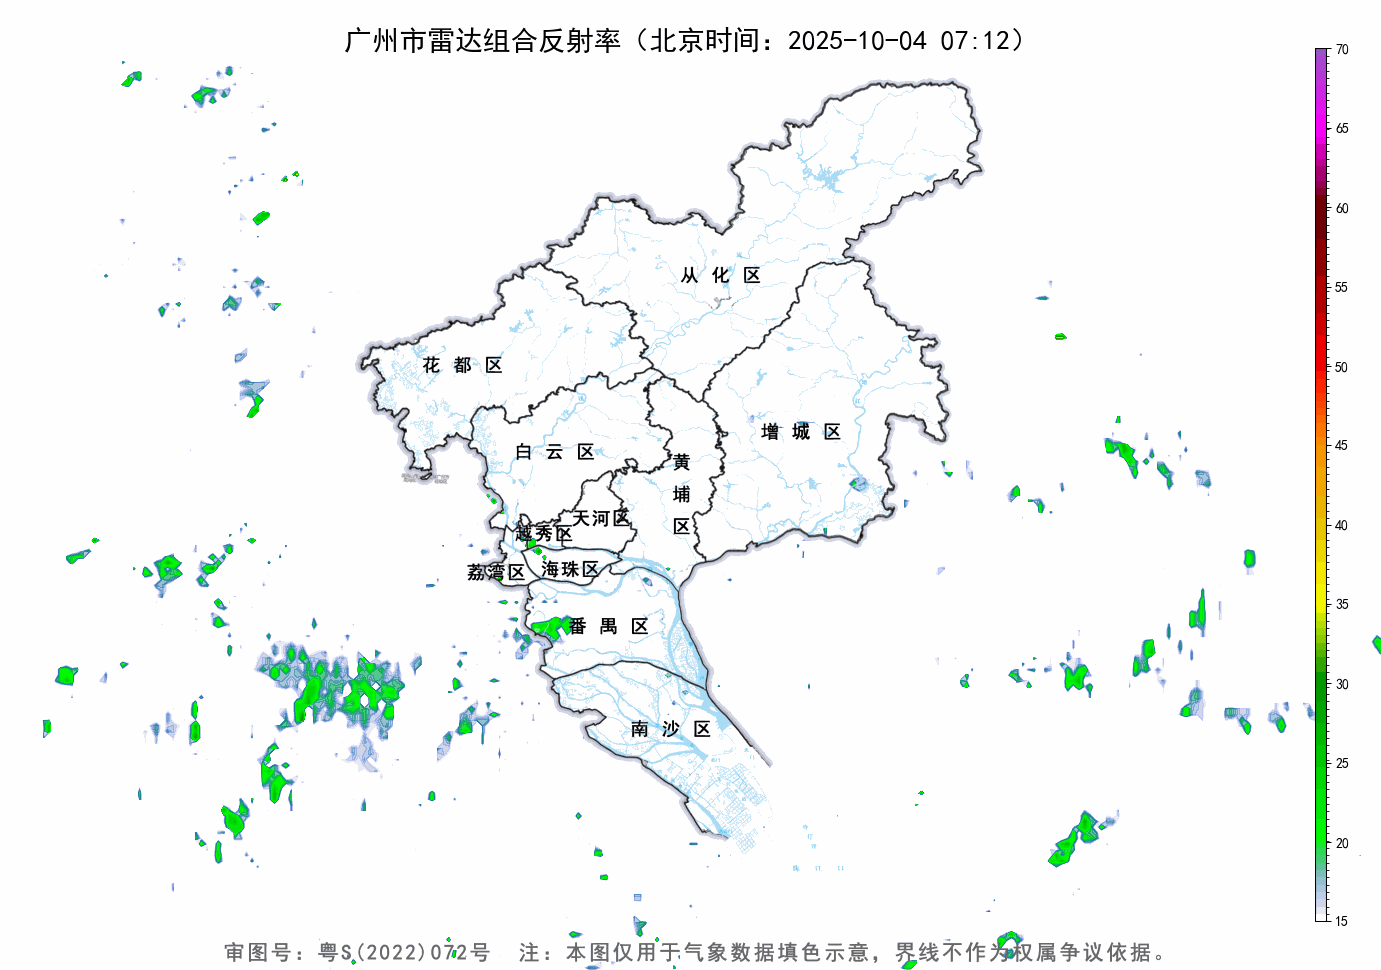 广州市雷达组合反射率（北京时间：2025-10-04 07:12）
70
65
60
55
50
45
40
35
30
25
20
15
从化区
花都区
增城区
白云区
黄埔区
天河区
越秀区
海珠区
荔湾区
番禺区
南沙区
审图号：粤S(2022)072号 注：本图仅用于气象数据填色示意，界线不作为权属争议依据。